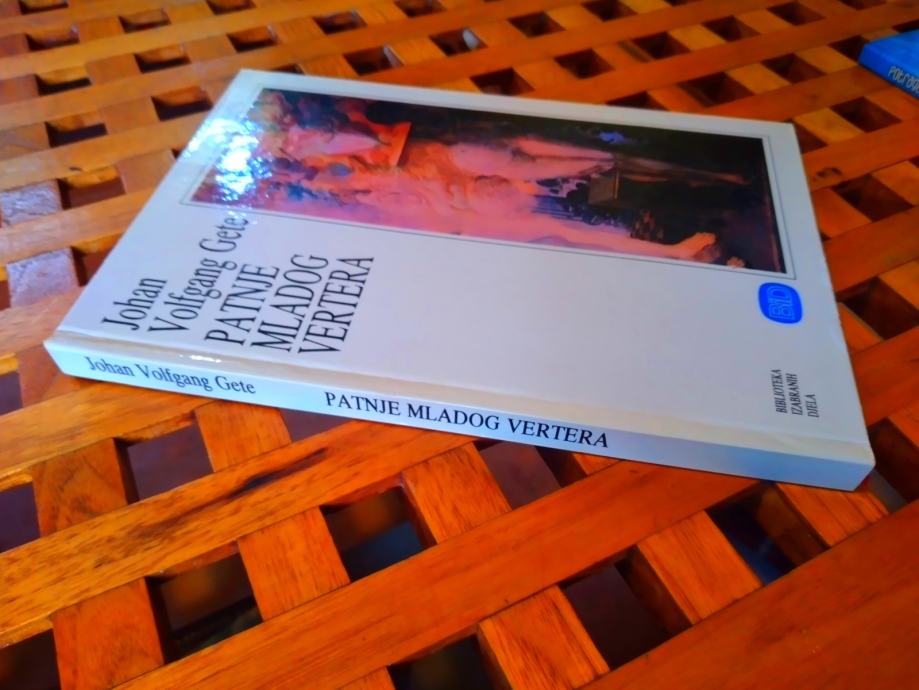 Johan
Volfgang Gete
PATNJE
MLADOG
VERTERA
BID
BIBLIOTEKA
IZABRANIH
DJELA
Johan Volfgang Gete
PATNJE MLADOG VERTERA